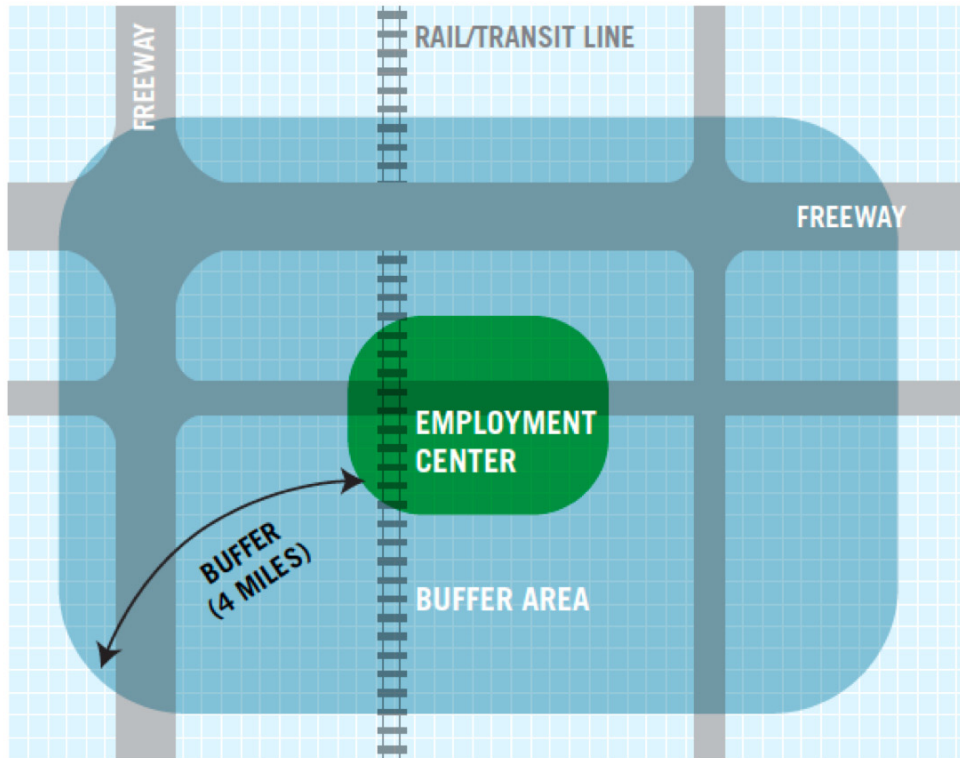 RAIL/TRANSIT LINE
FREEWAY
FREEWAY
EMPLOYMENT
CENTER
BUFFER
(4 MILES)
BUFFER AREA